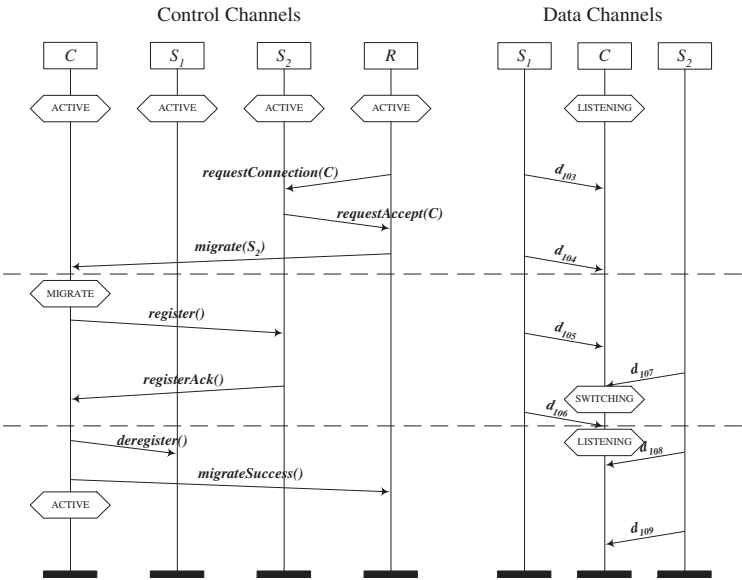 Control Channels Data Channels
C S₁ S₂ R S₁ C S₂
ACTIVE ACTIVE ACTIVE ACTIVE LISTENING
requestConnection(C) d₁₀₃
requestAccept(C)
migrate(S₂) d₁₀₄
MIGRATE
register() d₁₀₅
registerAck() d₁₀₇
SWITCHING
d₁₀₆
deregister() LISTENING
d₁₀₈
migrateSuccess()
ACTIVE
d₁₀₉